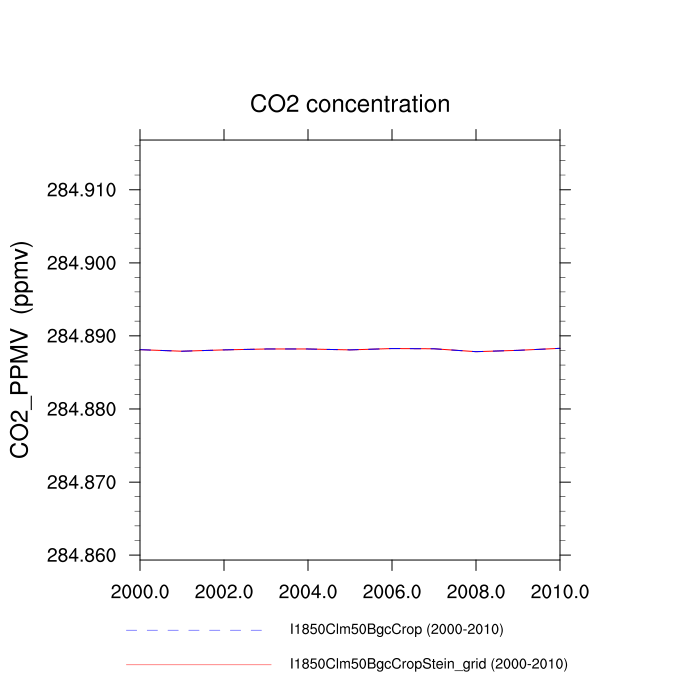 CO2 concentration
CO2_PPMV (ppmv)
284.910
284.900
284.890
284.880
284.870
284.860
2000.0 2002.0 2004.0 2006.0 2008.0 2010.0
I1850Clm50BgcCrop (2000-2010)
I1850Clm50BgcCropStein_grid (2000-2010)